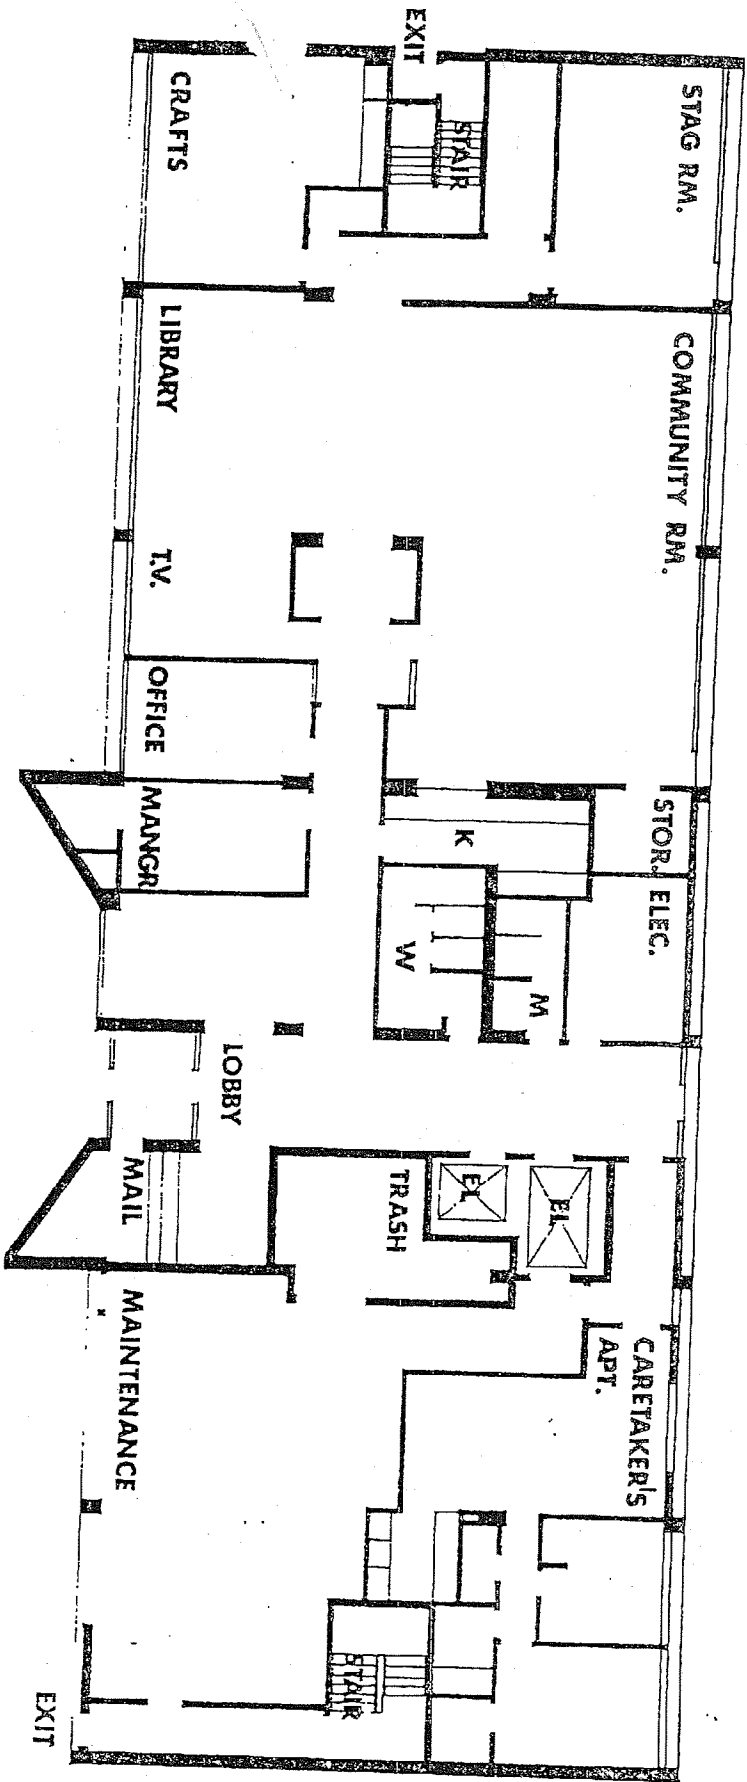 EXIT
STAIR
CRAFTS
STAG RM.
LIBRARY
COMMUNITY RM.
T.V.
OFFICE
MANGR
K
STOR.
ELEC.
W
M
LOBBY
MAIL
TRASH
EL
EL
MAINTENANCE
CARETAKER'S
APT.
STAIR
EXIT